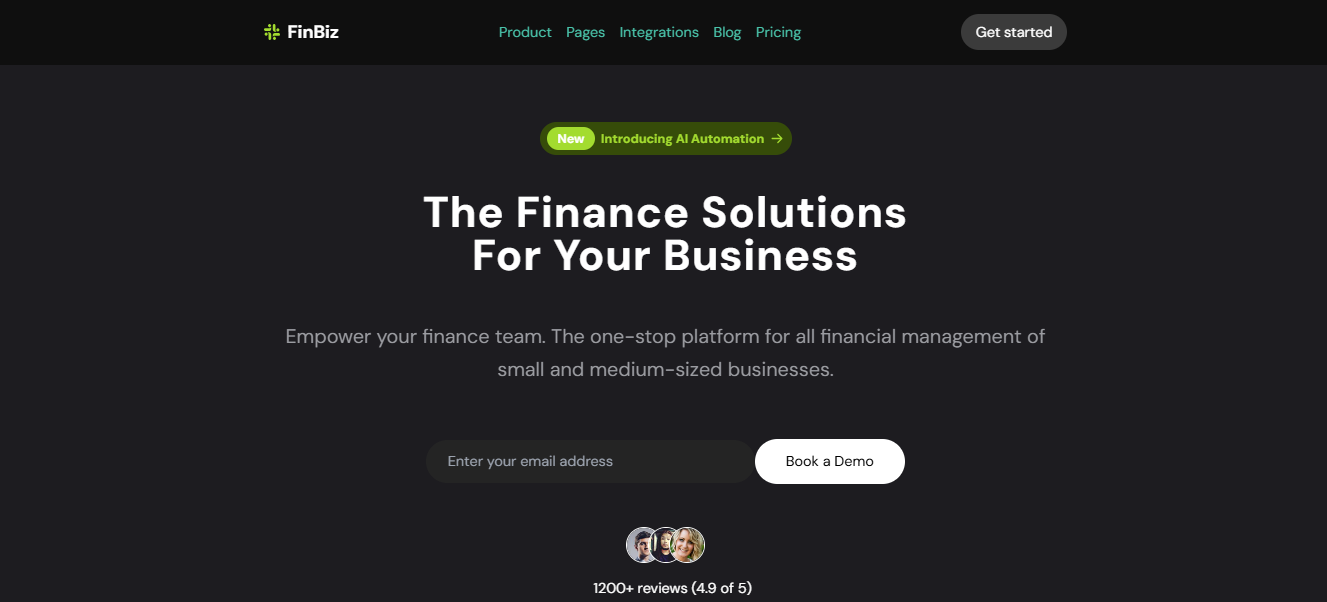 FinBiz
Product Pages Integrations Blog Pricing
Get started
New Introducing AI Automation →
The Finance Solutions
For Your Business
Empower your finance team. The one-stop platform for all financial management of
small and medium-sized businesses.
Enter your email address
Book a Demo
1200+ reviews (4.9 of 5)